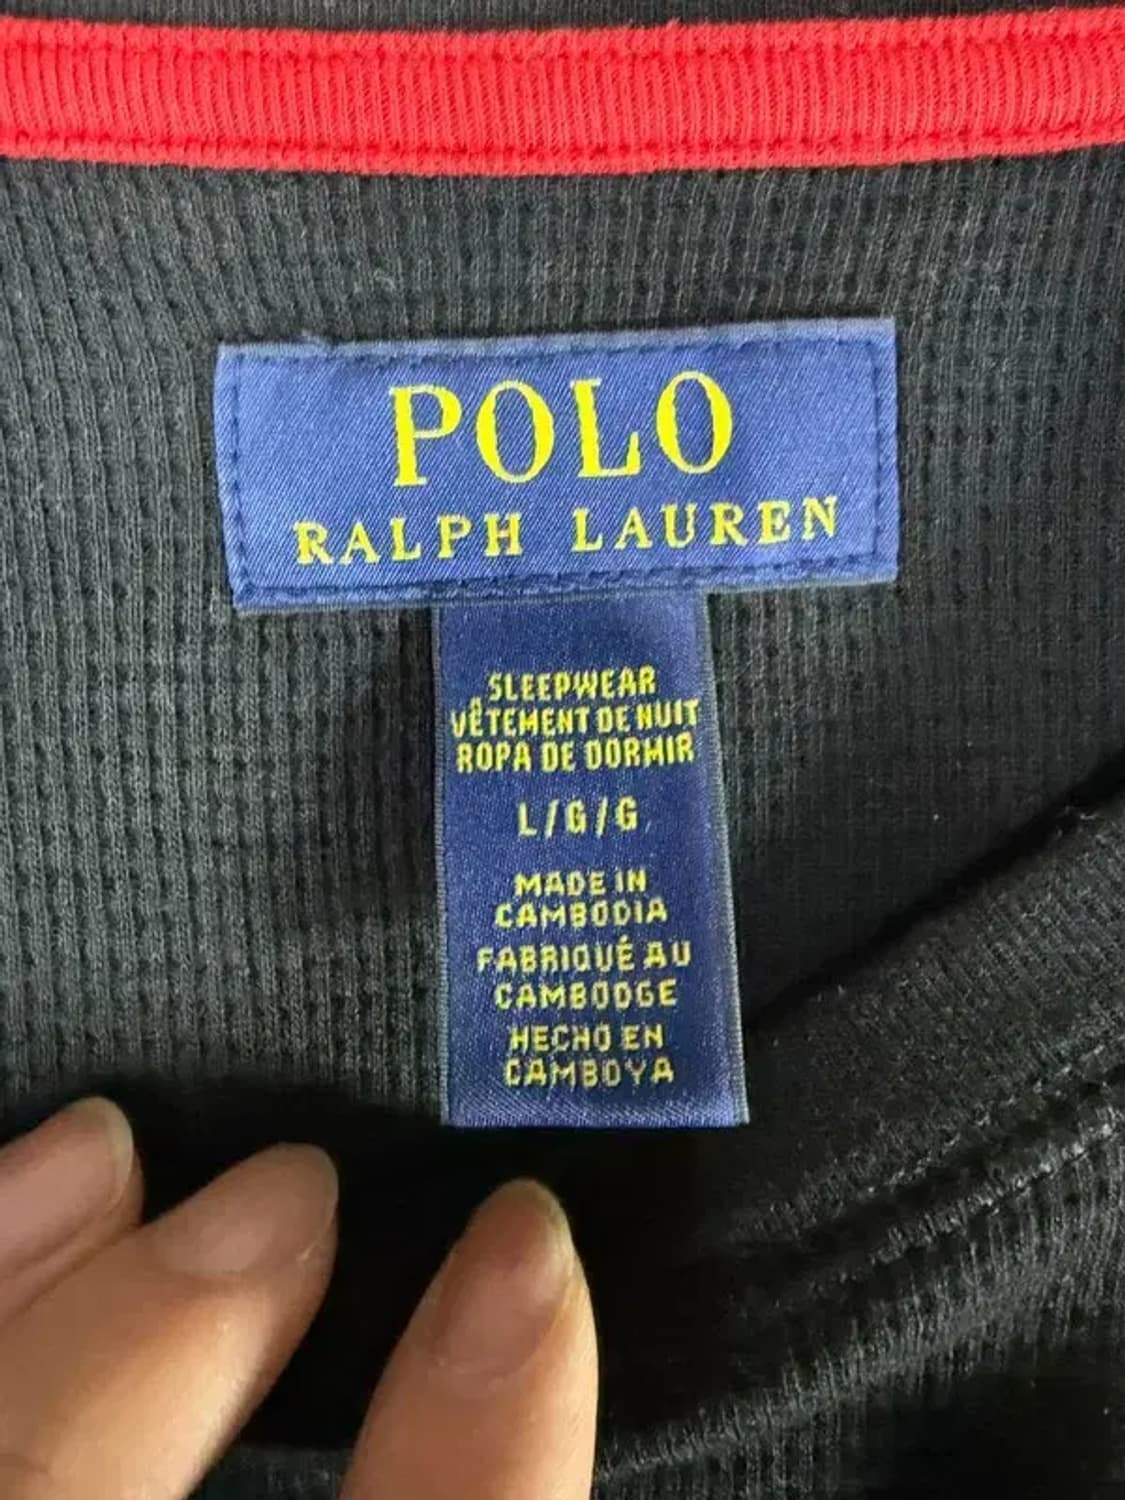 POLO
RALPH LAUREN
SLEEPWEAR
VÊTEMENT DE NUIT
ROPA DE DORMIR
L/G/G
MADE IN
CAMBODIA
FABRIQUÉ AU
CAMBODGE
HECHO EN
CAMBOYA